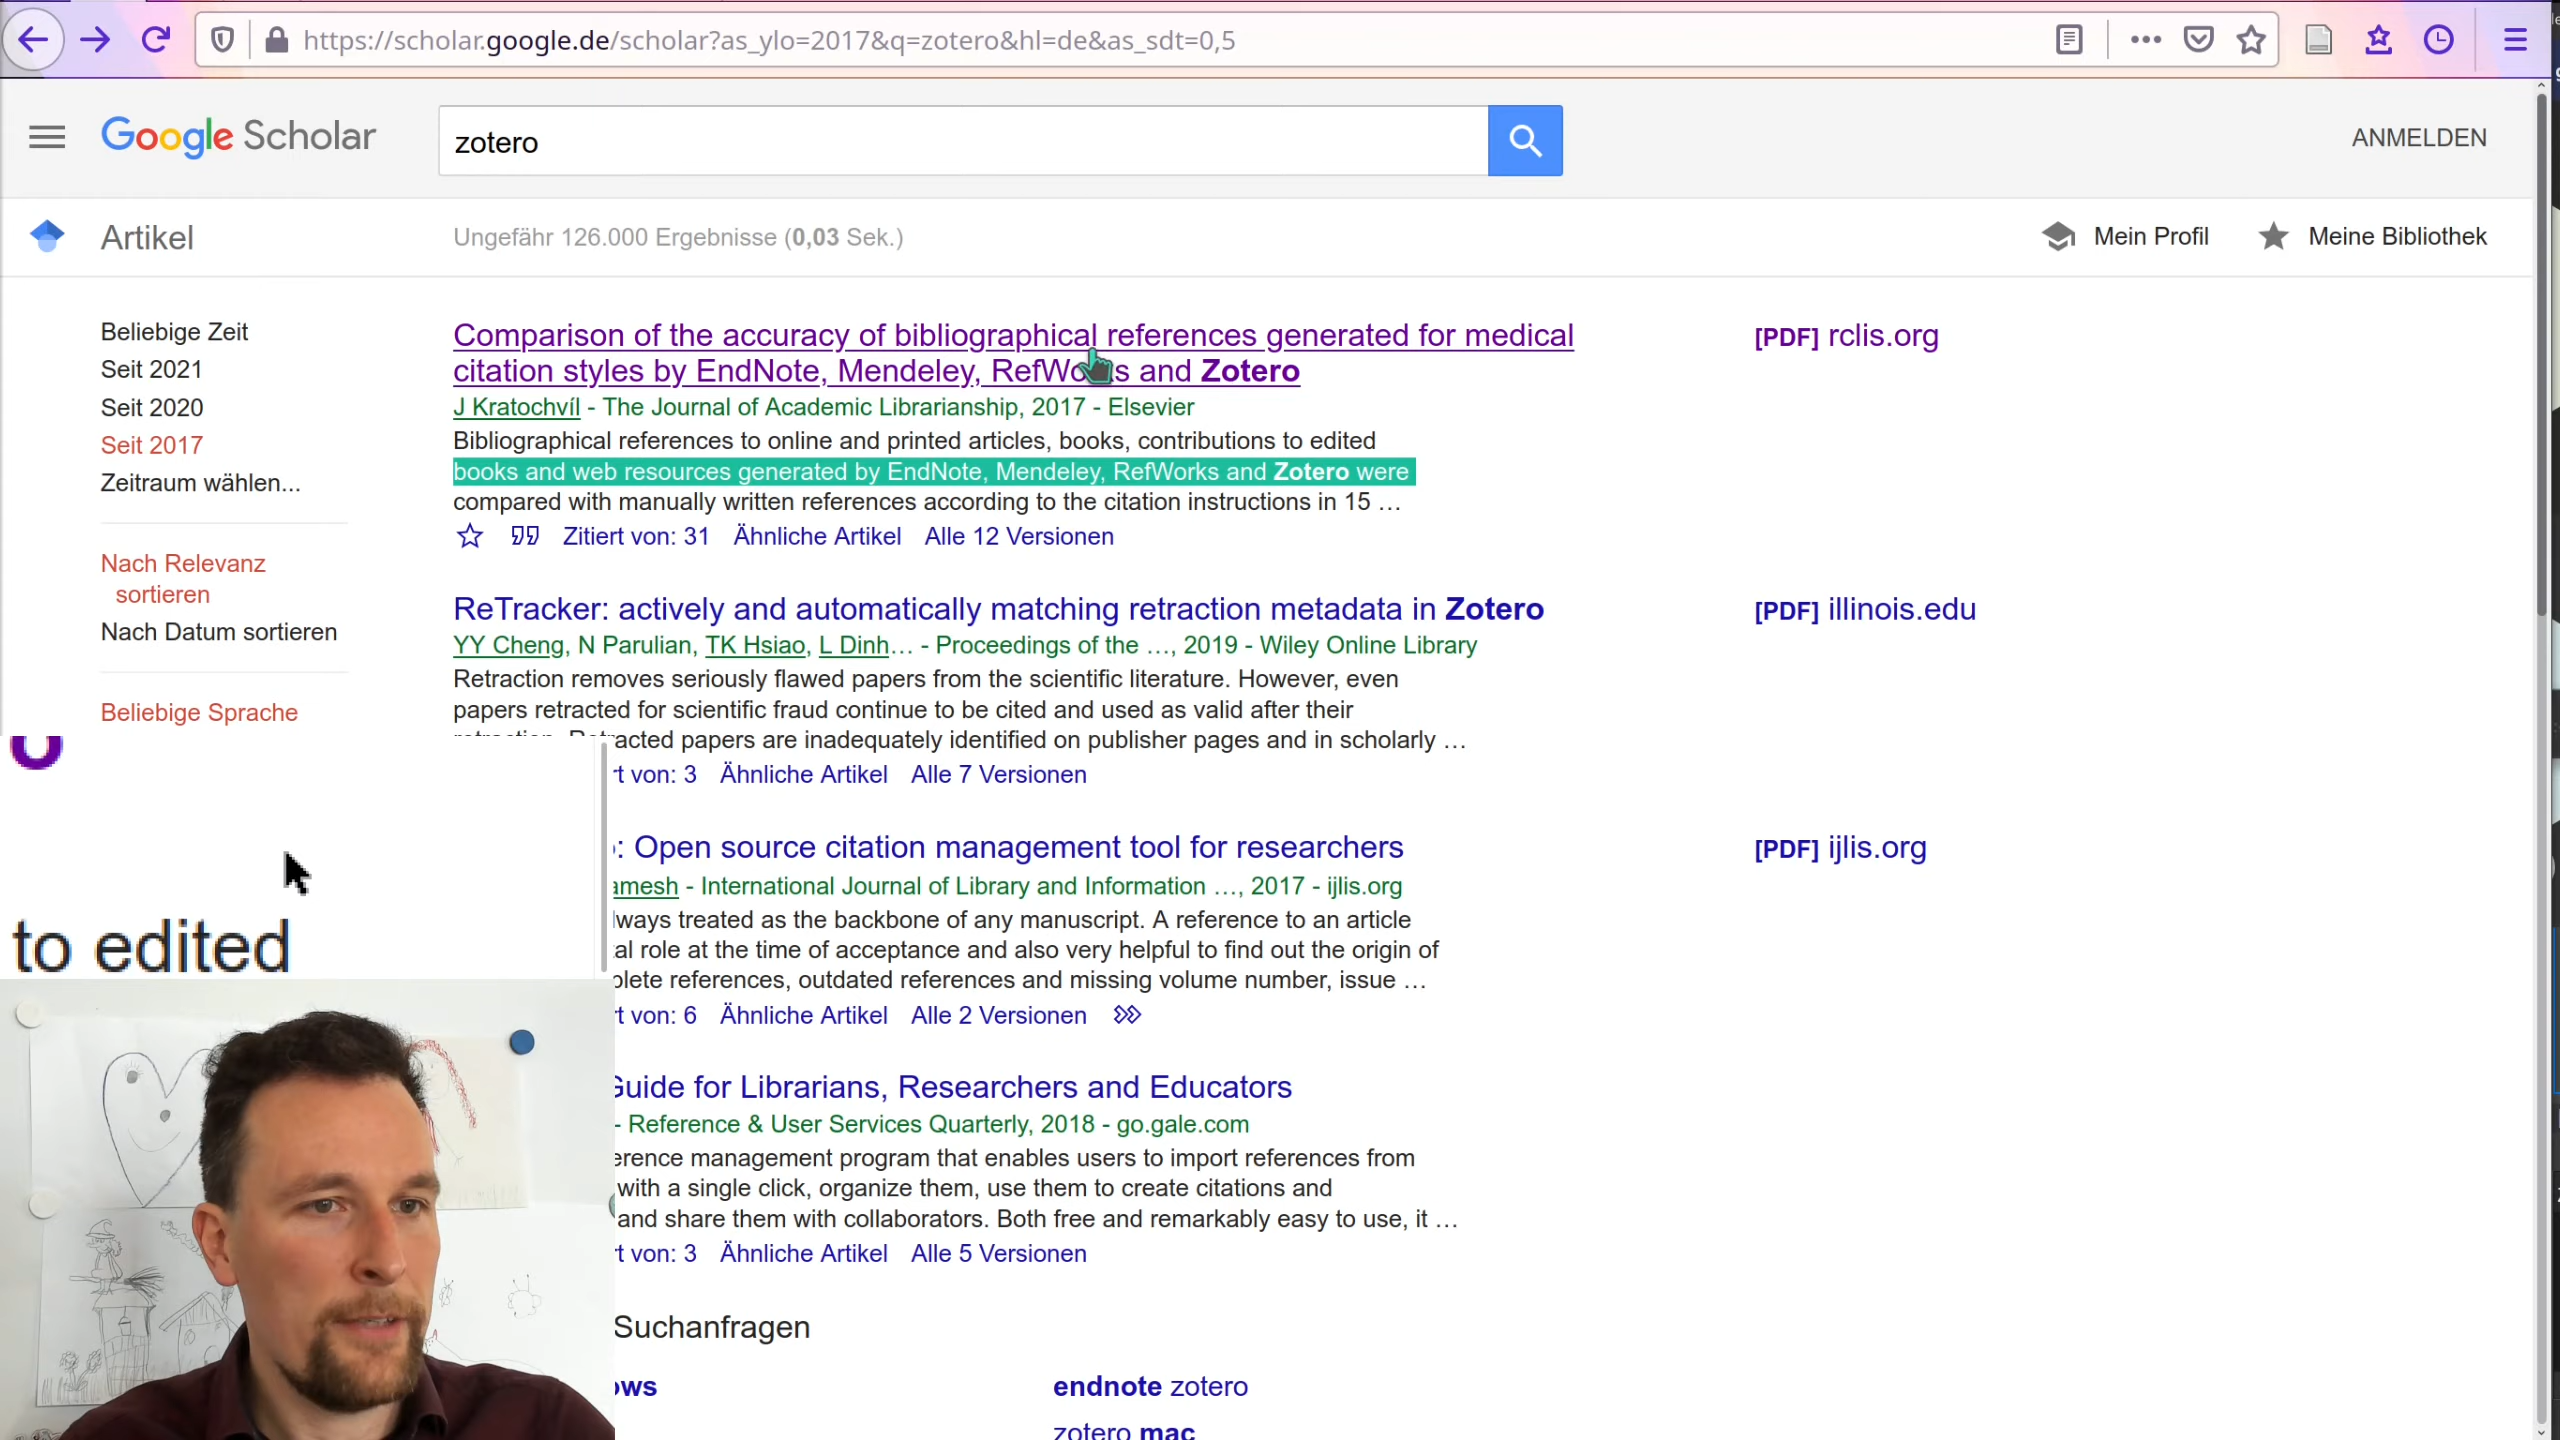 https://scholar.google.de/scholar?as_ylo=2017&q=zotero&hl=de&as_sdt=0,5
Google Scholar
zotero
ANMELDEN
Artikel
Ungefähr 126.000 Ergebnisse (0,03 Sek.)
Mein Profil
Meine Bibliothek
Beliebige Zeit
Seit 2021
Seit 2020
Seit 2017
Zeitraum wählen...
Nach Relevanz
sortieren
Nach Datum sortieren
Beliebige Sprache
Comparison of the accuracy of bibliographical references generated for medical
citation styles by EndNote, Mendeley, RefWorks and Zotero
J Kratochvíl - The Journal of Academic Librarianship, 2017 - Elsevier
Bibliographical references to online and printed articles, books, contributions to edited
books and web resources generated by EndNote, Mendeley, RefWorks and Zotero were
compared with manually written references according to the citation instructions in 15 …
Zitiert von: 31 Ähnliche Artikel Alle 12 Versionen
[PDF] rclis.org
ReTracker: actively and automatically matching retraction metadata in Zotero
YY Cheng, N Parulian, TK Hsiao, L Dinh… - Proceedings of the …, 2019 - Wiley Online Library
Retraction removes seriously flawed papers from the scientific literature. However, even
papers retracted for scientific fraud continue to be cited and used as valid after their
papers are inadequately identified on publisher pages and in scholarly …
von: 3 Ähnliche Artikel Alle 7 Versionen
[PDF] illinois.edu
: Open source citation management tool for researchers
amesh - International Journal of Library and Information …, 2017 - ijlis.org
lways treated as the backbone of any manuscript. A reference to an article
al role at the time of acceptance and also very helpful to find out the origin of
plete references, outdated references and missing volume number, issue …
von: 6 Ähnliche Artikel Alle 2 Versionen
[PDF] ijlis.org
Guide for Librarians, Researchers and Educators
- Reference & User Services Quarterly, 2018 - go.gale.com
erence management program that enables users to import references from
with a single click, organize them, use them to create citations and
and share them with collaborators. Both free and remarkably easy to use, it …
von: 3 Ähnliche Artikel Alle 5 Versionen
Suchanfragen
ows
endnote zotero
zotero mac
to edited